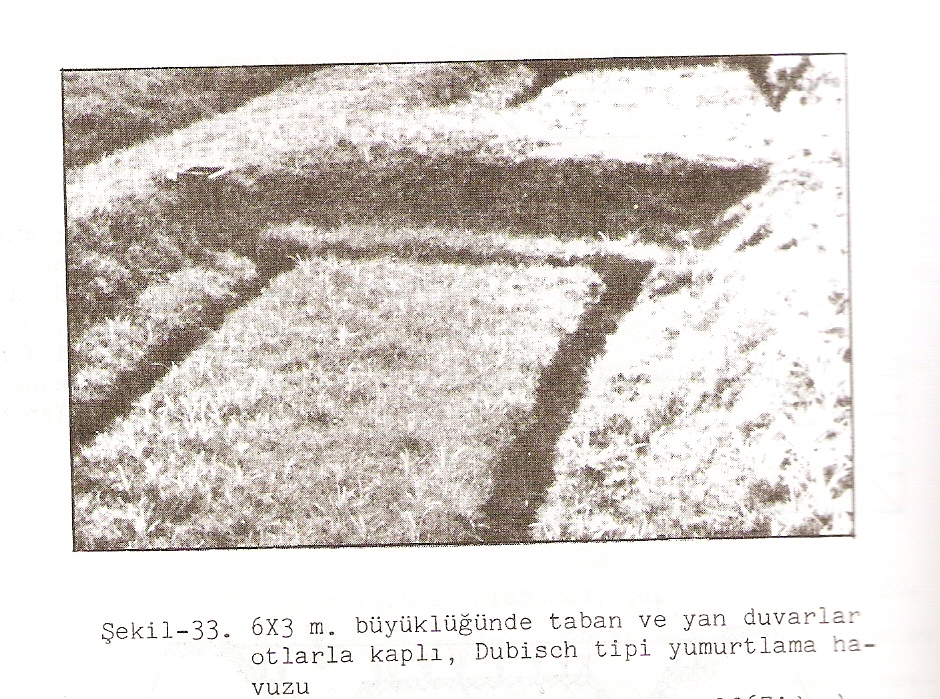 Şekil-33. 6X3 m. büyüklüğünde taban ve yan duvarlar
otlarla kaplı, Dubisch tipi yumurtlama ha-
vuzu